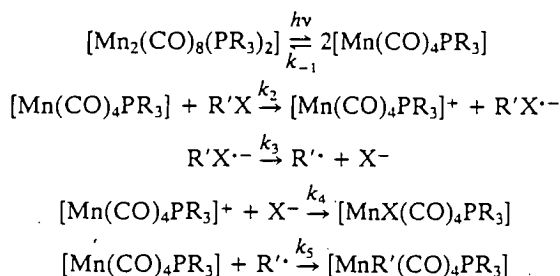 [Mn₂(CO)₈(PR₃)₂] ⇌ 2[Mn(CO)₄PR₃] hν k₋₁
[Mn(CO)₄PR₃] + R′X →k₂ [Mn(CO)₄PR₃]⁺ + R′X·⁻
R′X·⁻ →k₃ R′· + X⁻
[Mn(CO)₄PR₃]⁺ + X⁻ →k₄ [MnX(CO)₄PR₃]
[Mn(CO)₄PR₃] + R′· →k₅ [MnR′(CO)₄PR₃]